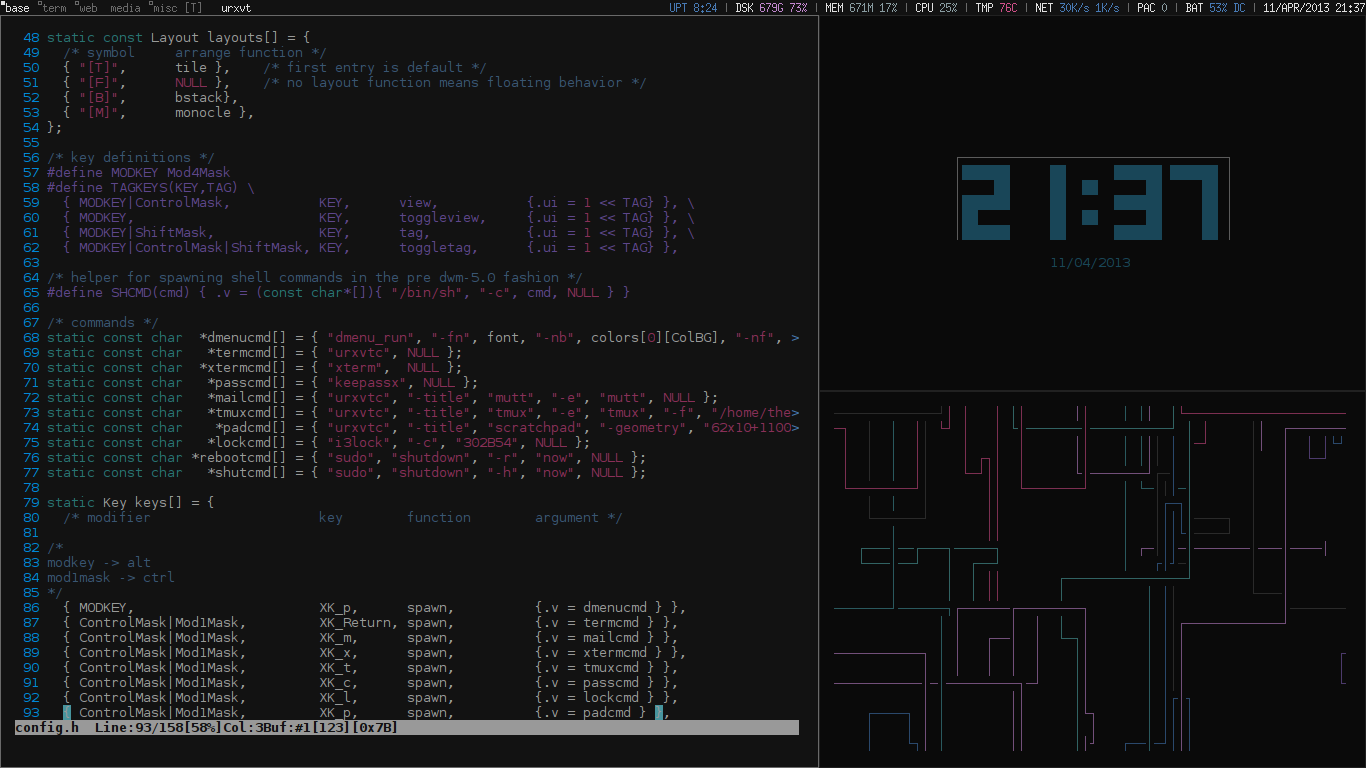 base term web media misc [T] urxvt UPT 8:24 | DSK 679G 73% | MEM 671M 17% | CPU 25% | TMP 76C | NET 30K/s 1K/s | PAC 0 | BAT 53% DC | 11/APR/2013 21:37
48 static const Layout layouts[] = {
49 /* symbol arrange function */
50 { "[T]", tile }, /* first entry is default */
51 { "[F]", NULL }, /* no layout function means floating behavior */
52 { "[B]", bstack},
53 { "[M]", monocle },
54 };
55
56 /* key definitions */
57 #define MODKEY Mod4Mask
58 #define TAGKEYS(KEY,TAG) \
59 { MODKEY|ControlMask, KEY, view, {.ui = 1 << TAG} }, \
60 { MODKEY, KEY, toggleview, {.ui = 1 << TAG} }, \
61 { MODKEY|ShiftMask, KEY, tag, {.ui = 1 << TAG} }, \
62 { MODKEY|ControlMask|ShiftMask, KEY, toggletag, {.ui = 1 << TAG} },
63
64 /* helper for spawning shell commands in the pre dwm-5.0 fashion */
65 #define SHCMD(cmd) { .v = (const char*[]){ "/bin/sh", "-c", cmd, NULL } }
66
67 /* commands */
68 static const char *dmenucmd[] = { "dmenu_run", "-fn", font, "-nb", colors[0][ColBG], "-nf", >
69 static const char *termcmd[] = { "urxvtc", NULL };
70 static const char *xtermcmd[] = { "xterm", NULL };
71 static const char *passcmd[] = { "keepassx", NULL };
72 static const char *mailcmd[] = { "urxvtc", "-title", "mutt", "-e", "mutt", NULL };
73 static const char *tmuxcmd[] = { "urxvtc", "-title", "tmux", "-e", "tmux", "-f", "/home/the>
74 static const char *padcmd[] = { "urxvtc", "-title", "scratchpad", "-geometry", "62x10+1100>
75 static const char *lockcmd[] = { "i3lock", "-c", "302B54", NULL };
76 static const char *rebootcmd[] = { "sudo", "shutdown", "-r", "now", NULL };
77 static const char *shutcmd[] = { "sudo", "shutdown", "-h", "now", NULL };
78
79 static Key keys[] = {
80 /* modifier key function argument */
81
82 /*
83 modkey -> alt
84 mod1mask -> ctrl
85 */
86 { MODKEY, XK_p, spawn, {.v = dmenucmd } },
87 { ControlMask|Mod1Mask, XK_Return, spawn, {.v = termcmd } },
88 { ControlMask|Mod1Mask, XK_m, spawn, {.v = mailcmd } },
89 { ControlMask|Mod1Mask, XK_x, spawn, {.v = xtermcmd } },
90 { ControlMask|Mod1Mask, XK_t, spawn, {.v = tmuxcmd } },
91 { ControlMask|Mod1Mask, XK_c, spawn, {.v = passcmd } },
92 { ControlMask|Mod1Mask, XK_l, spawn, {.v = lockcmd } },
93 { ControlMask|Mod1Mask, XK_p, spawn, {.v = padcmd } },
config.h Line:93/158[58%]Col:3Buf:#1[123][0x7B]
21:37
11/04/2013